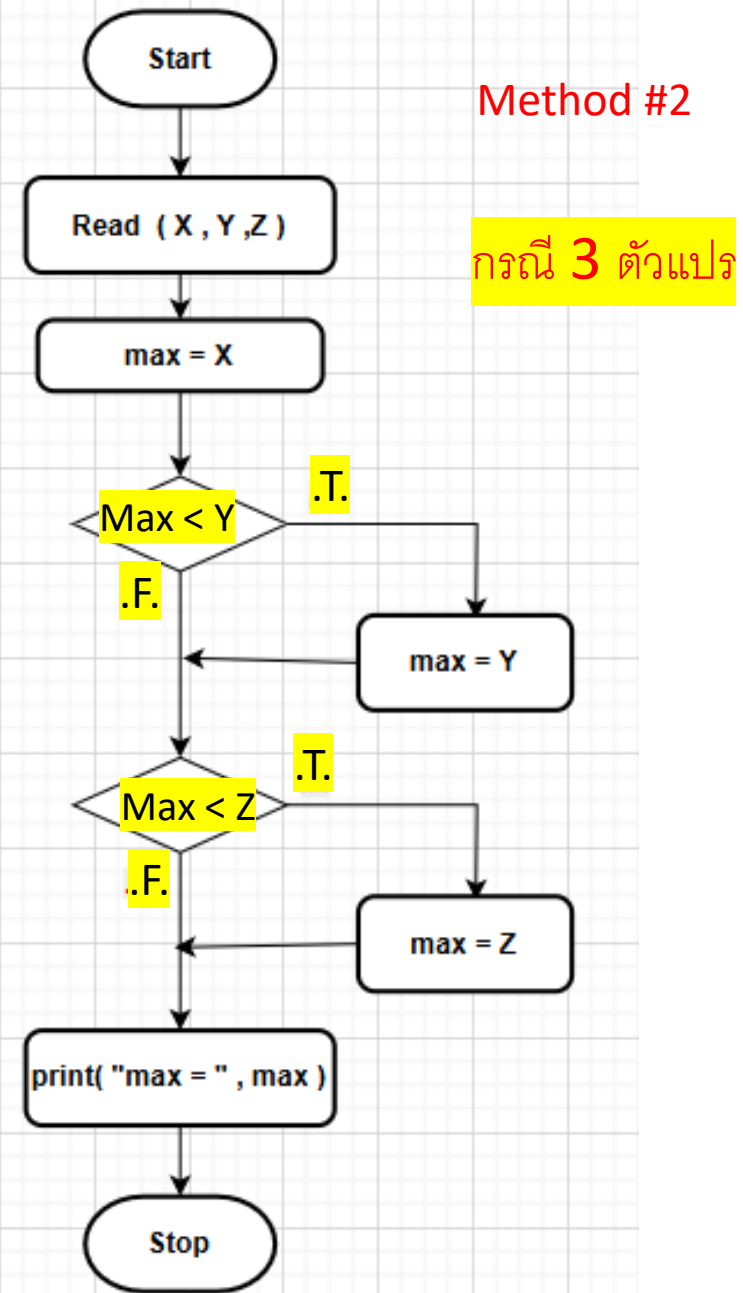 Start
Method #2
Read ( X , Y ,Z )
กรณี 3 ตัวแปร
max = X
.T.
Max < Y
.F.
max = Y
.T.
Max < Z
.F.
max = Z
print( "max = " , max )
Stop